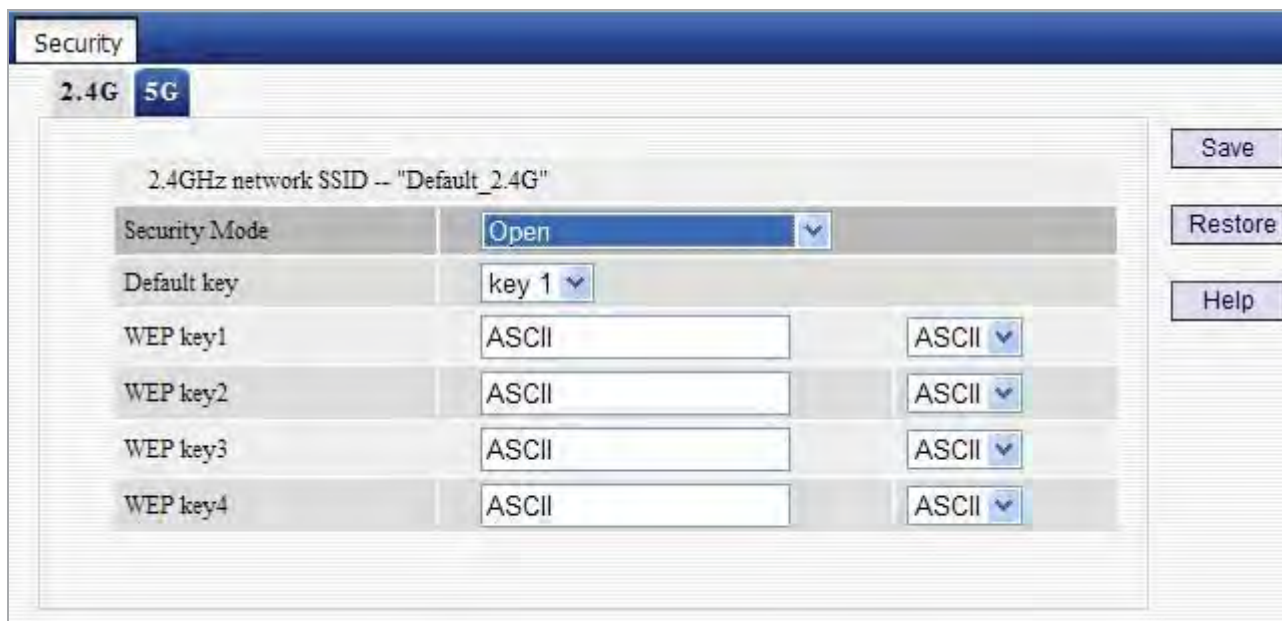 Security
2.4G 5G
2.4GHz network SSID -- "Default_2.4G"
Security Mode Open
Default key key 1
WEP key1 ASCII ASCII
WEP key2 ASCII ASCII
WEP key3 ASCII ASCII
WEP key4 ASCII ASCII
Save
Restore
Help